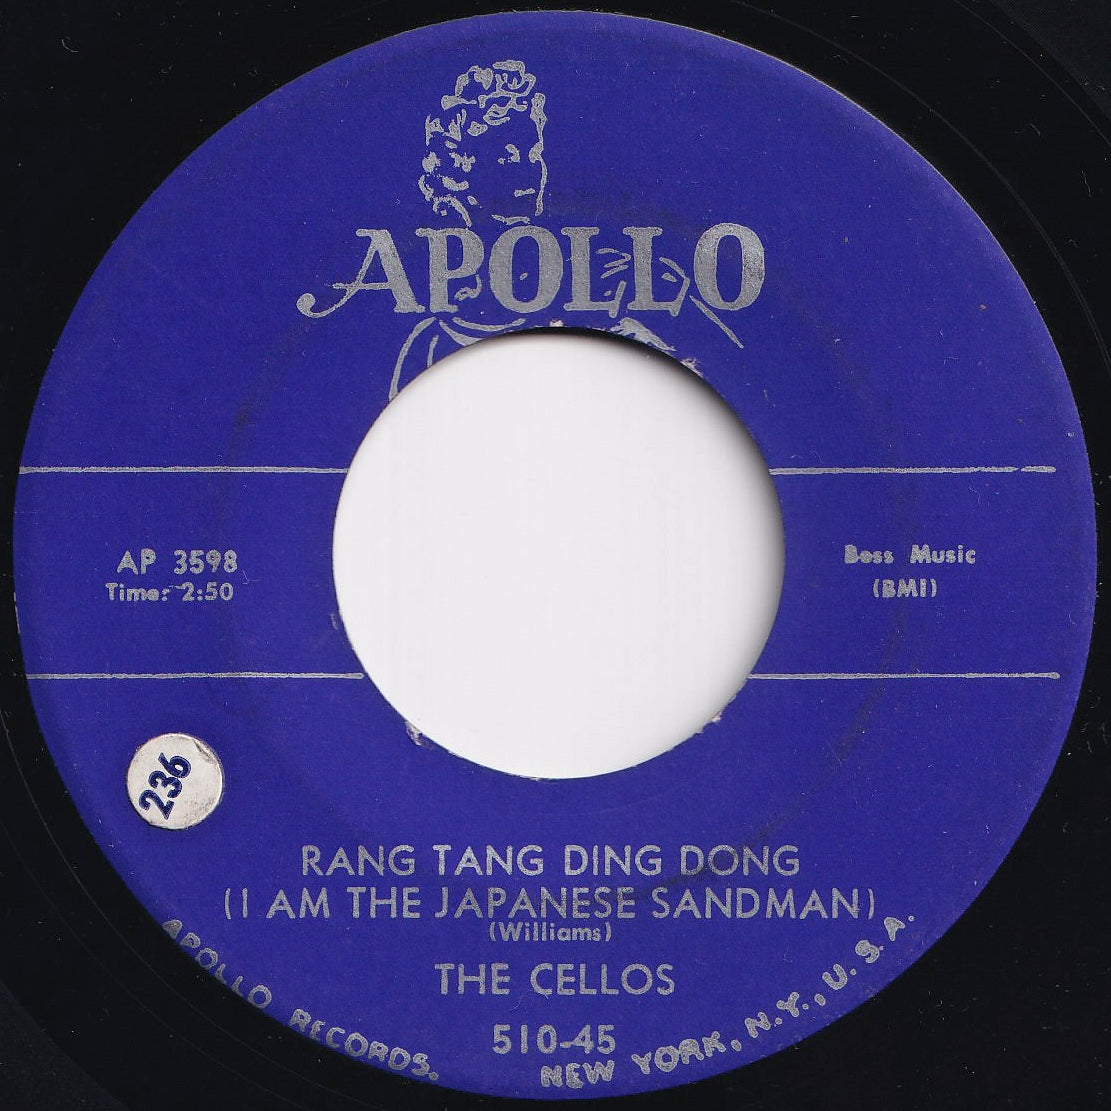 APOLLO
AP 3598
Time: 2:50
Boss Music
(BMI)
236
RANG TANG DING DONG
(I AM THE JAPANESE SANDMAN)
(Williams)
THE CELLOS
510-45
APOLLO RECORDS. NEW YORK, N.Y., U.S.A.